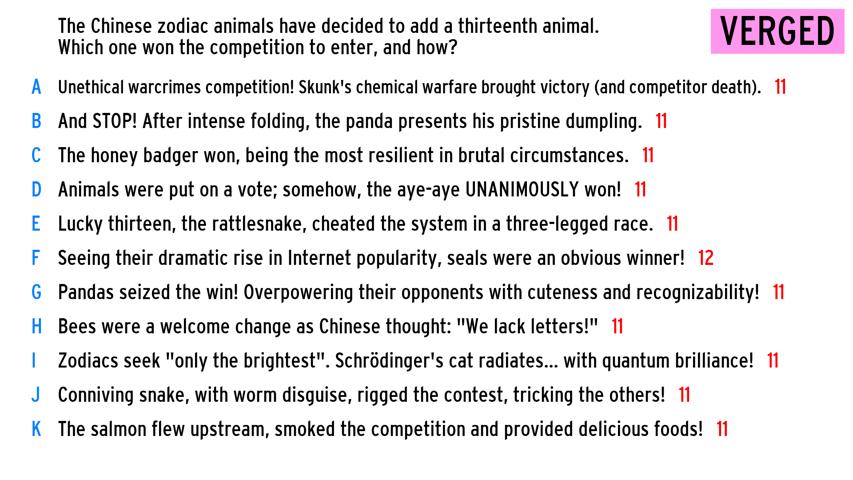 The Chinese zodiac animals have decided to add a thirteenth animal.
Which one won the competition to enter, and how?
VERGED
A Unethical warcrimes competition! Skunk's chemical warfare brought victory (and competitor death). 11
B And STOP! After intense folding, the panda presents his pristine dumpling. 11
C The honey badger won, being the most resilient in brutal circumstances. 11
D Animals were put on a vote; somehow, the aye-aye UNANIMOUSLY won! 11
E Lucky thirteen, the rattlesnake, cheated the system in a three-legged race. 11
F Seeing their dramatic rise in Internet popularity, seals were an obvious winner! 12
G Pandas seized the win! Overpowering their opponents with cuteness and recognizability! 11
H Bees were a welcome change as Chinese thought: "We lack letters!" 11
I Zodiacs seek "only the brightest". Schrödinger's cat radiates... with quantum brilliance! 11
J Conniving snake, with worm disguise, rigged the contest, tricking the others! 11
K The salmon flew upstream, smoked the competition and provided delicious foods! 11